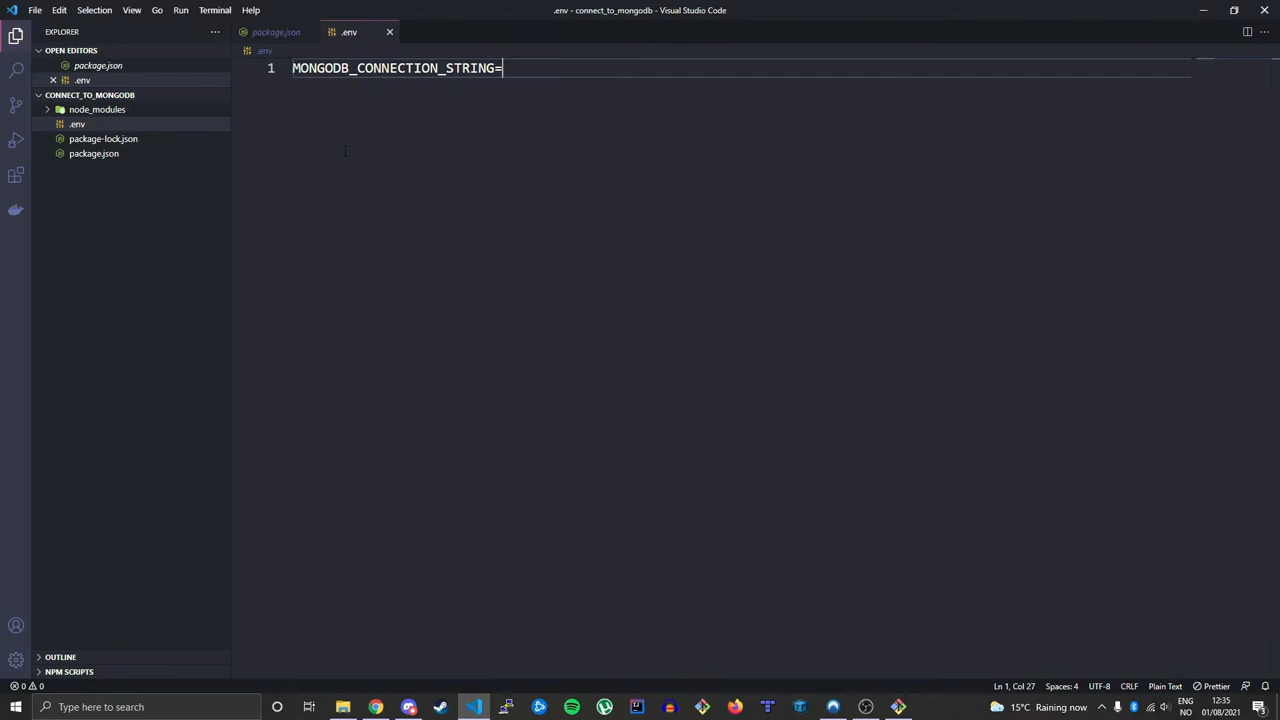 File Edit Selection View Go Run Terminal Help
.env - connect_to_mongodb - Visual Studio Code
EXPLORER
OPEN EDITORS
package.json
.env
CONNECT_TO_MONGODB
node_modules
.env
package-lock.json
package.json
OUTLINE
NPM SCRIPTS
package.json .env
.env
1 MONGODB_CONNECTION_STRING=
0 0
Ln 1, Col 27 Spaces: 4 UTF-8 CRLF Plain Text Prettier
Type here to search
15°C Raining now
ENG
NO
12:35
01/08/2021